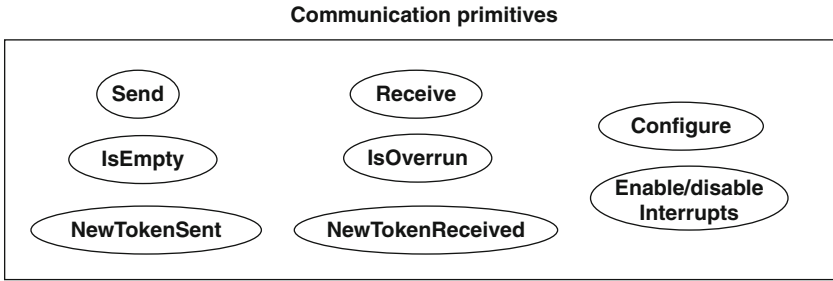 Communication primitives
Send
Receive
Configure
IsEmpty
IsOverrun
Enable/disable
Interrupts
NewTokenSent
NewTokenReceived